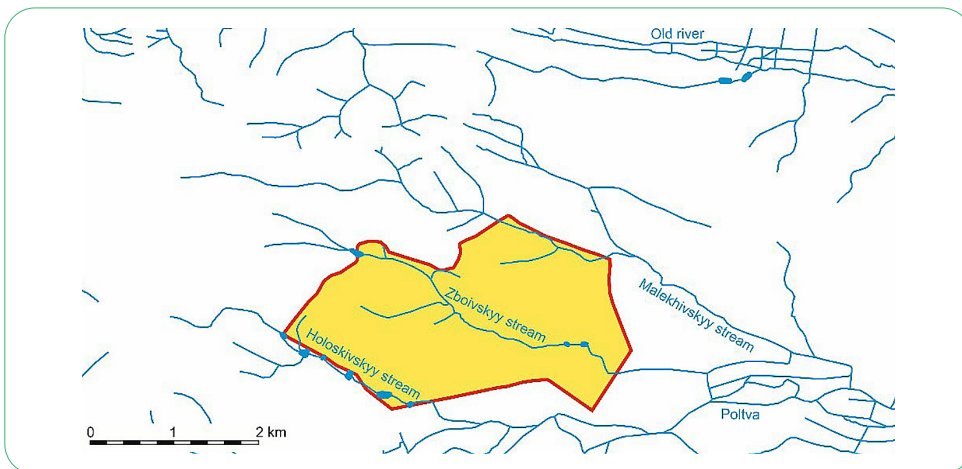 Old river
Malekhivskyy stream
Zboivskyy stream
Holoskivskyy stream
Poltva
0 1 2 km